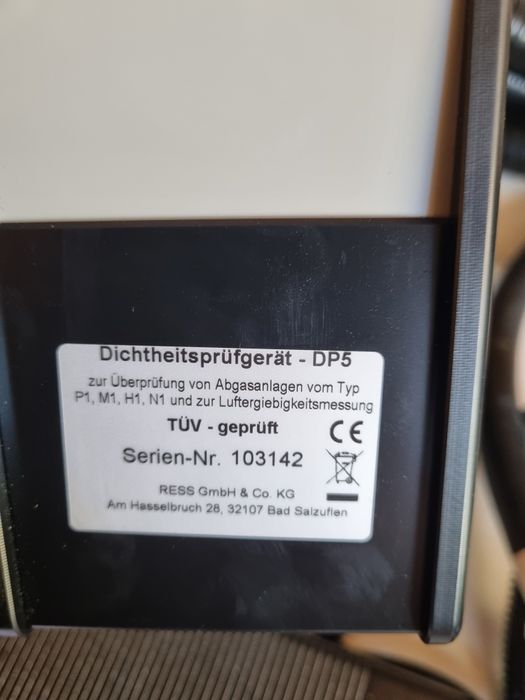 Dichtheitsprüfgerät - DP5
zur Überprüfung von Abgasanlagen vom Typ
P1, M1, H1, N1 und zur Luftergiebigkeitsmessung
TÜV - geprüft
CE
Serien-Nr. 103142
RESS GmbH & Co. KG
Am Hasselbruch 28, 32107 Bad Salzuflen